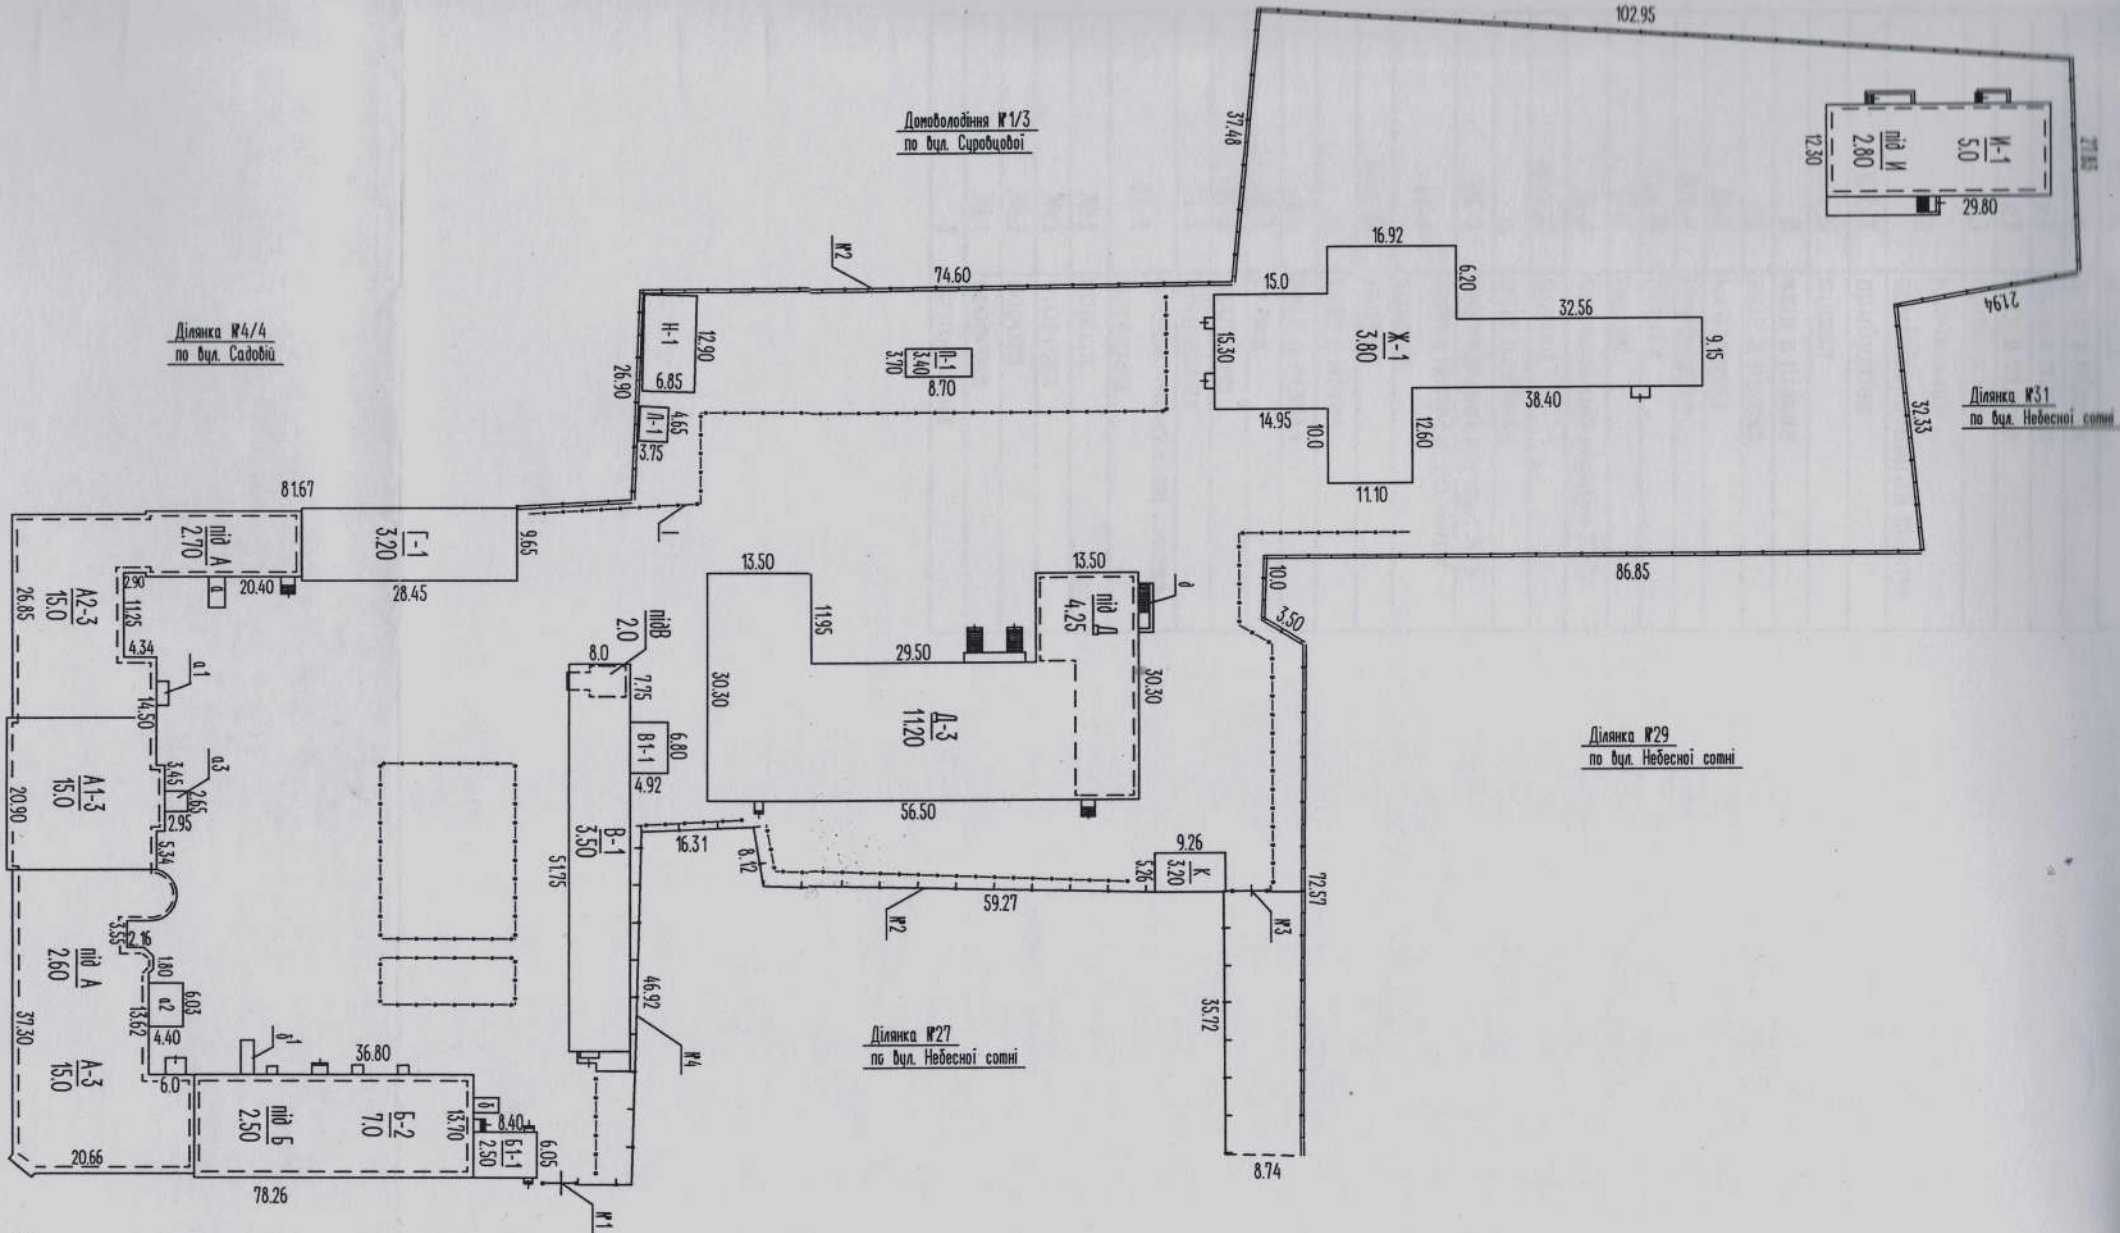 102.95
37.48
Домоволодіння №1/3
по вул. Суровцової
И-1
5.0
під И
2.80
12.30
29.80
21.94
16.92
6.20
15.0
32.56
9.15
Ж-1
3.80
15.30
38.40
14.95
10.0
12.60
11.10
32.33
Ділянка №31
по вул. Небесної сотні
№2
74.60
Н-1
12.90
6.85
26.90
П-1
3.40
3.70
8.70
Л-1
4.65
3.75
Ділянка №4/4
по вул. Садовій
81.67
9.65
І
під А
2.70
Г-1
3.20
а
20.40
28.45
2.90
11.25
4.34
А2-3
15.0
26.85
а1
14.50
а3
3.45
2.65
2.95
5.34
А1-3
15.0
20.90
3.55
2.16
1.80
під А
2.60
а2
6.03
4.40
13.62
А-3
15.0
37.30
6.0
20.66
78.26
б1
36.80
під Б
2.50
Б-2
7.0
13.70
б
8.40
Б1-1
2.50
6.05
№1
підВ
2.0
8.0
7.75
В1-1
6.80
4.92
В-1
3.50
51.75
46.92
№4
13.50
11.95
29.50
13.50
під Д
4.25
д
30.30
30.30
Д-3
11.20
56.50
16.31
8.12
59.27
№2
9.26
К
3.20
5.26
№3
72.57
35.72
8.74
10.0
3.50
86.85
Ділянка №29
по вул. Небесної сотні
Ділянка №27
по вул. Небесної сотні